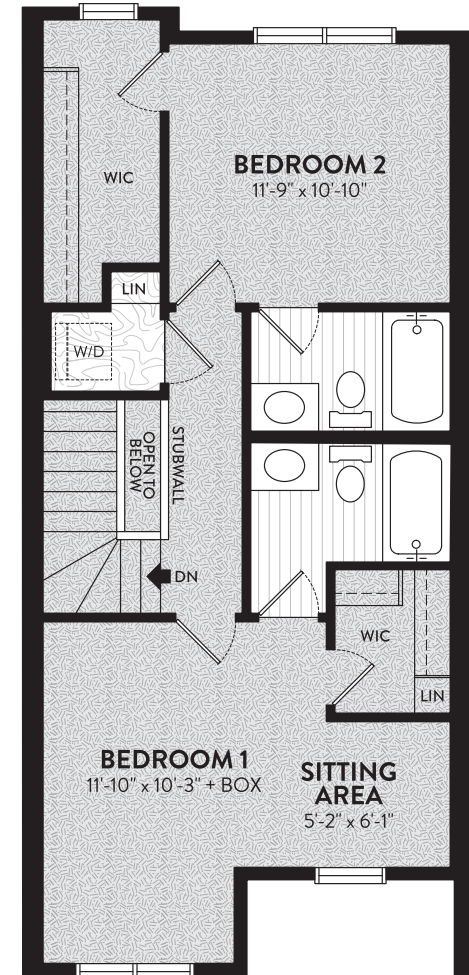 WIC
BEDROOM 2
11'-9" x 10'-10"
LIN
W/D
OPEN TO
BELOW
STUBWALL
DN
WIC
LIN
BEDROOM 1
11'-10" x 10'-3" + BOX
SITTING
AREA
5'-2" x 6'-1"